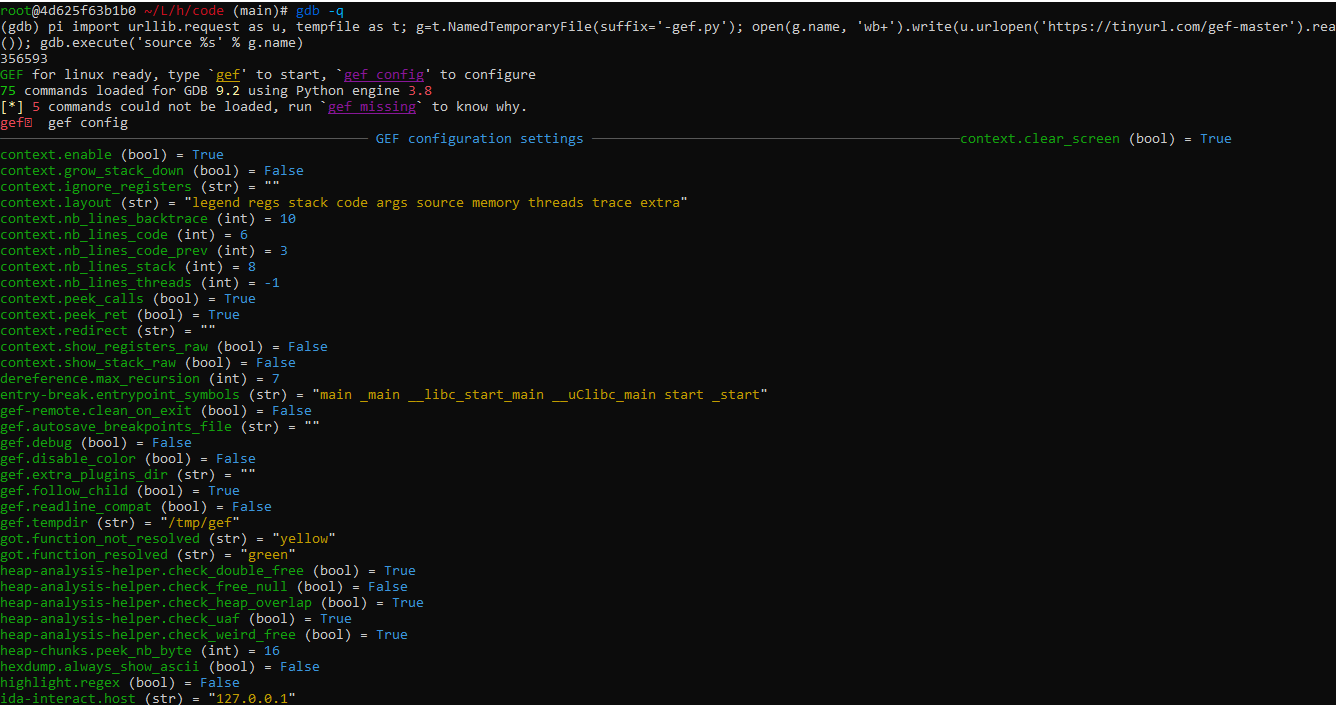 root@4d625f63b1b0 ~/L/h/code (main)# gdb -q
(gdb) pi import urllib.request as u, tempfile as t; g=t.NamedTemporaryFile(suffix='-gef.py'); open(g.name, 'wb+').write(u.urlopen('https://tinyurl.com/gef-master').rea
()); gdb.execute('source %s' % g.name)
356593
GEF for linux ready, type `gef' to start, `gef config' to configure
75 commands loaded for GDB 9.2 using Python engine 3.8
[*] 5 commands could not be loaded, run `gef missing` to know why.
gef gef config
GEF configuration settings context.clear_screen (bool) = True
context.enable (bool) = True
context.grow_stack_down (bool) = False
context.ignore_registers (str) = ""
context.layout (str) = "legend regs stack code args source memory threads trace extra"
context.nb_lines_backtrace (int) = 10
context.nb_lines_code (int) = 6
context.nb_lines_code_prev (int) = 3
context.nb_lines_stack (int) = 8
context.nb_lines_threads (int) = -1
context.peek_calls (bool) = True
context.peek_ret (bool) = True
context.redirect (str) = ""
context.show_registers_raw (bool) = False
context.show_stack_raw (bool) = False
dereference.max_recursion (int) = 7
entry-break.entrypoint_symbols (str) = "main _main __libc_start_main __uClibc_main start _start"
gef-remote.clean_on_exit (bool) = False
gef.autosave_breakpoints_file (str) = ""
gef.debug (bool) = False
gef.disable_color (bool) = False
gef.extra_plugins_dir (str) = ""
gef.follow_child (bool) = True
gef.readline_compat (bool) = False
gef.tempdir (str) = "/tmp/gef"
got.function_not_resolved (str) = "yellow"
got.function_resolved (str) = "green"
heap-analysis-helper.check_double_free (bool) = True
heap-analysis-helper.check_free_null (bool) = False
heap-analysis-helper.check_heap_overlap (bool) = True
heap-analysis-helper.check_uaf (bool) = True
heap-analysis-helper.check_weird_free (bool) = True
heap-chunks.peek_nb_byte (int) = 16
hexdump.always_show_ascii (bool) = False
highlight.regex (bool) = False
ida-interact.host (str) = "127.0.0.1"